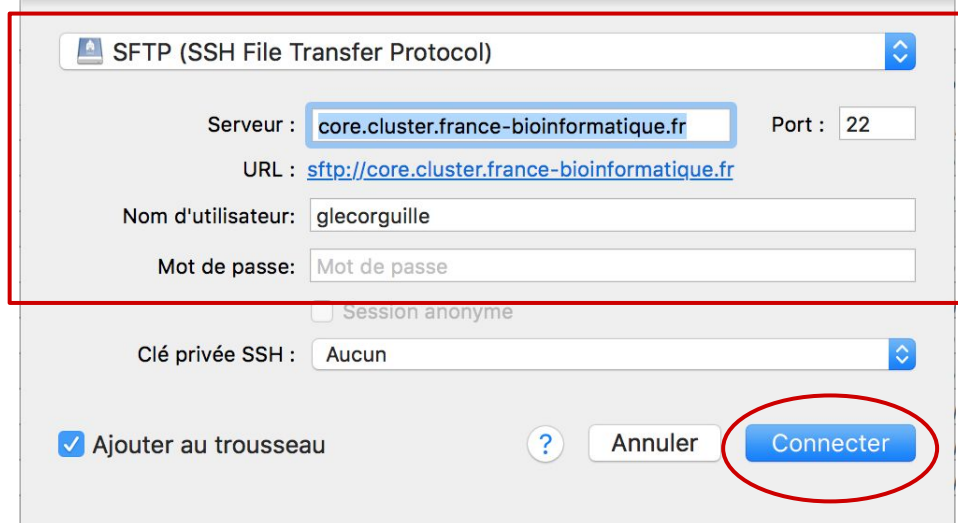 SFTP (SSH File Transfer Protocol)
Serveur : core.cluster.france-bioinformatique.fr Port : 22
URL : sftp://core.cluster.france-bioinformatique.fr
Nom d'utilisateur: glecorguille
Mot de passe: Mot de passe
Session anonyme
Clé privée SSH : Aucun
Ajouter au trousseau ? Annuler Connecter